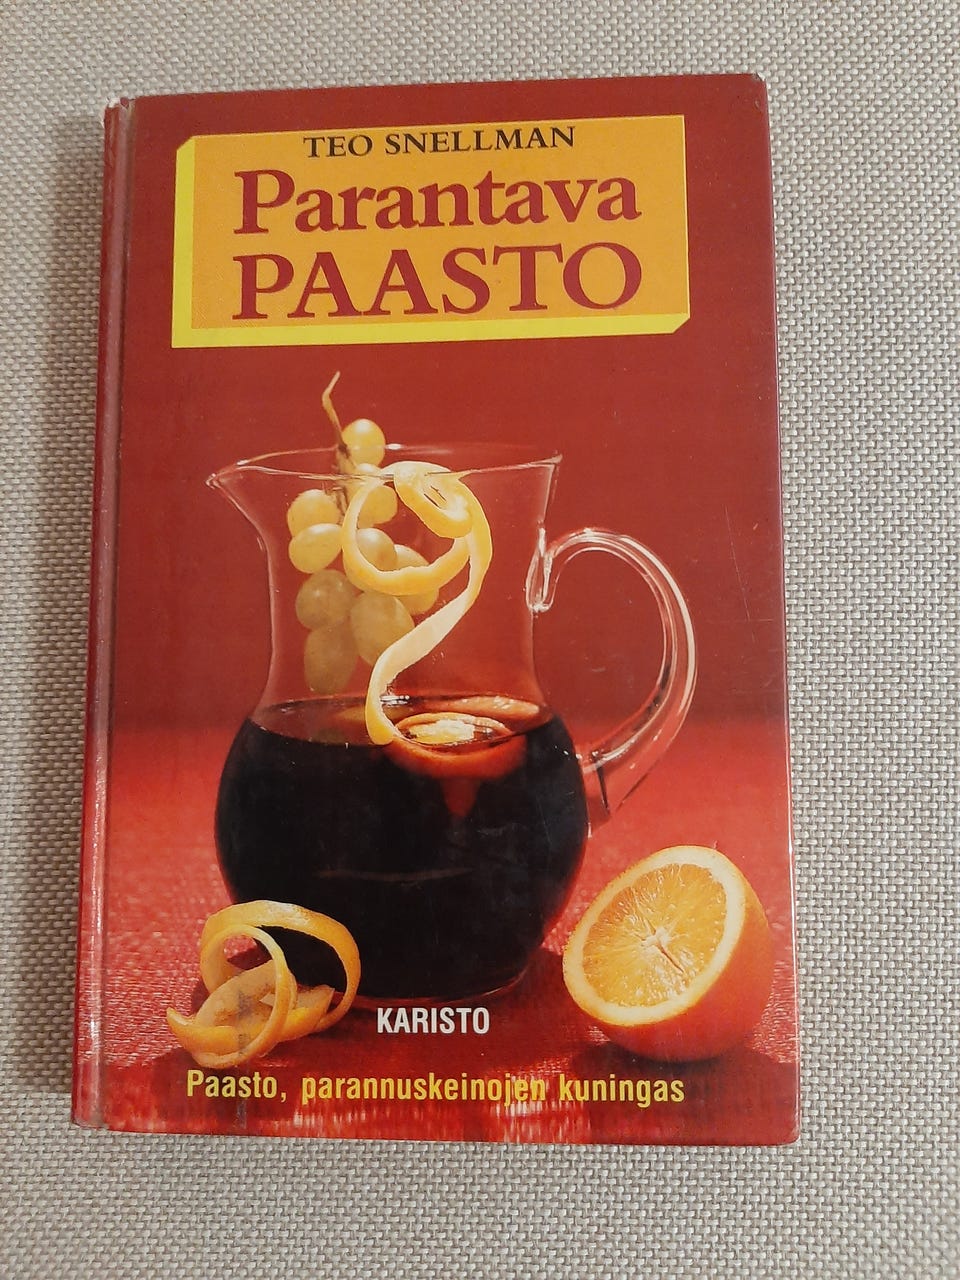 TEO SNELLMAN
Parantava
PAASTO
KARISTO
Paasto, parannuskeinojen kuningas